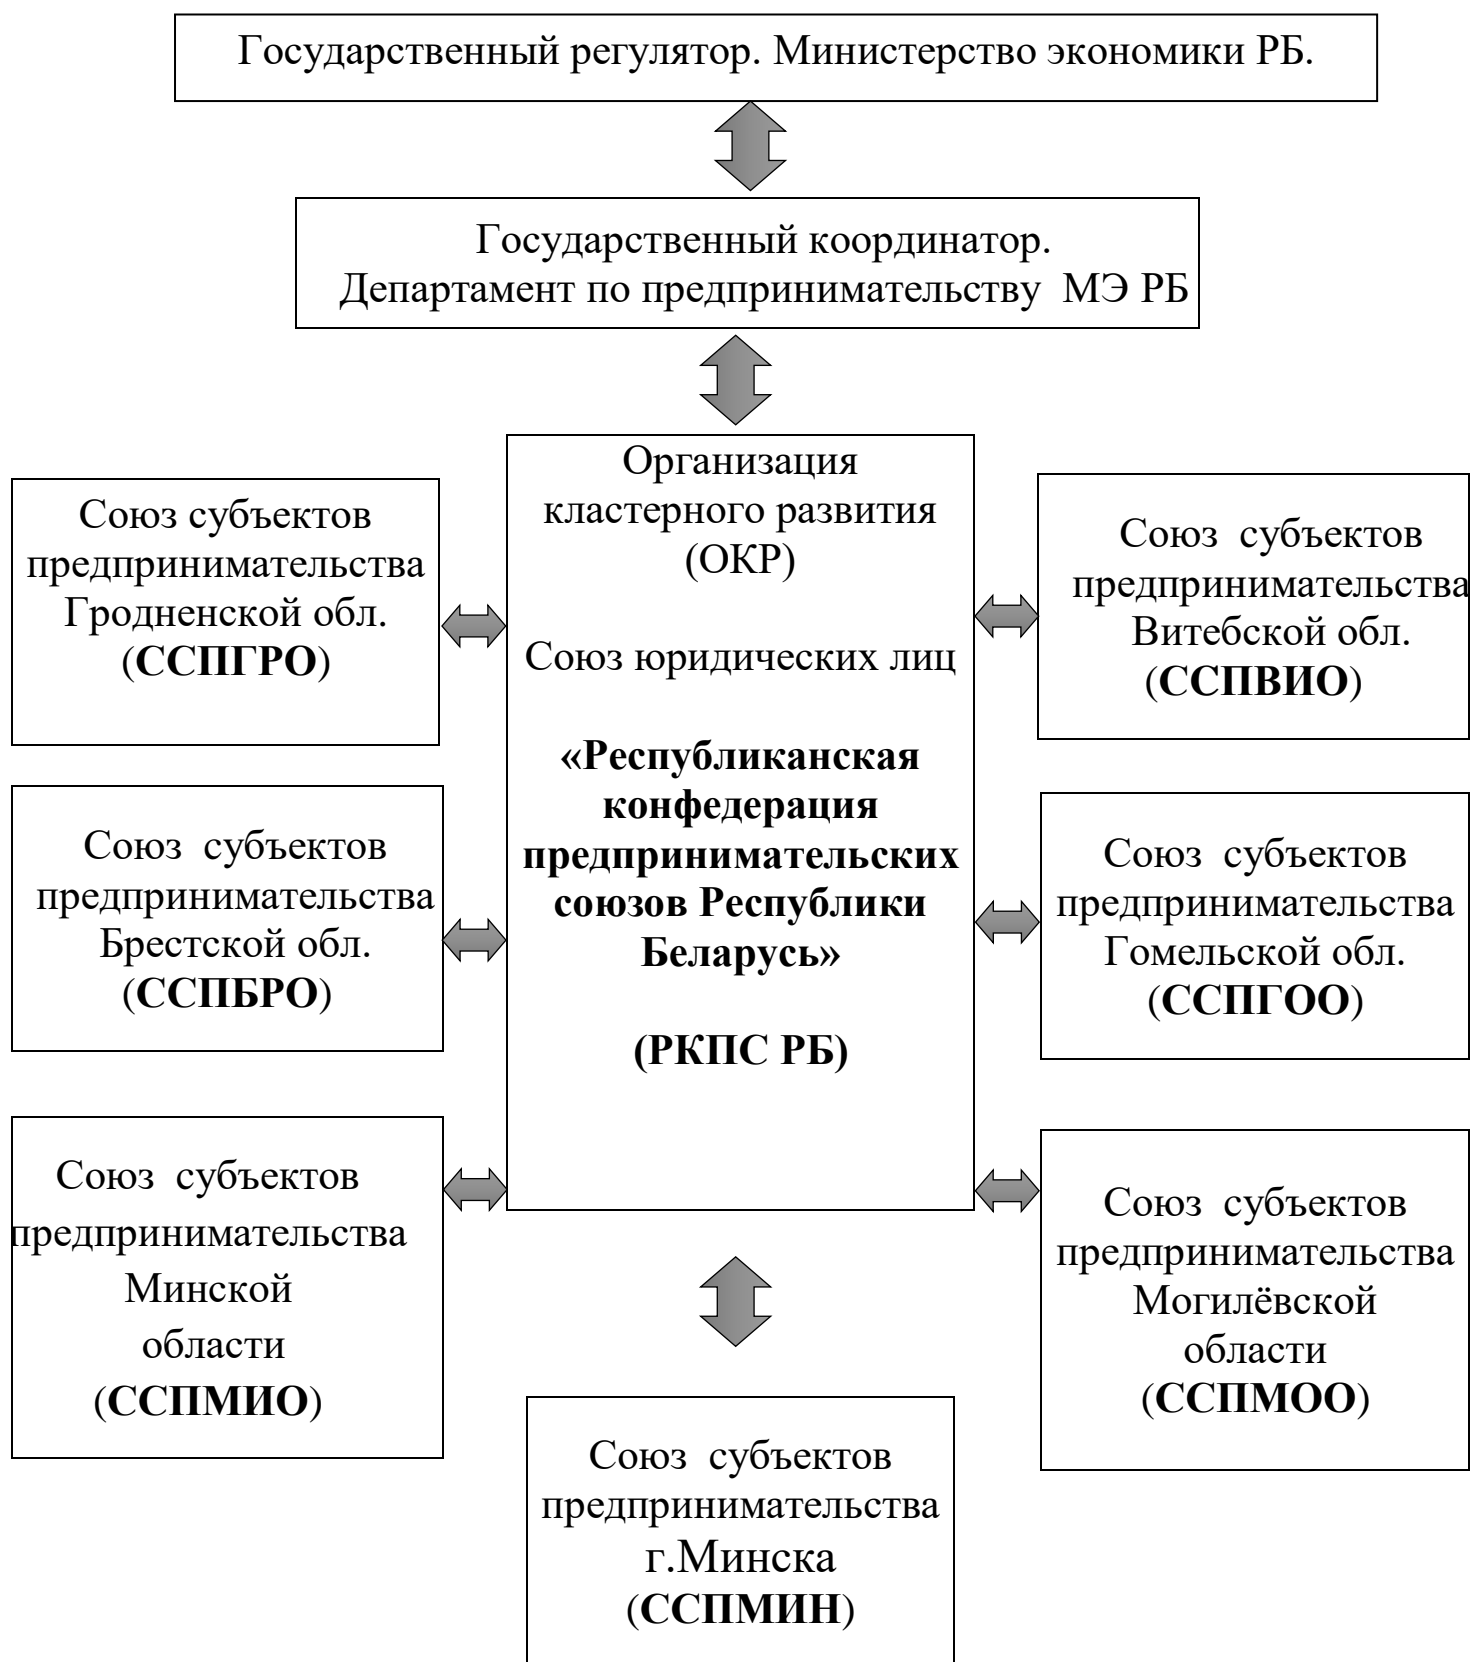 Государственный регулятор. Министерство экономики РБ.
Государственный координатор.
Департамент по предпринимательству МЭ РБ
Организация
кластерного развития
(ОКР)
Союз юридических лиц
«Республиканская
конфедерация
предпринимательских
союзов Республики
Беларусь»
(РКПС РБ)
Союз субъектов
предпринимательства
Гродненской обл.
(ССПГРО)
Союз субъектов
предпринимательства
Витебской обл.
(ССПВИО)
Союз субъектов
предпринимательства
Брестской обл.
(ССПБРО)
Союз субъектов
предпринимательства
Гомельской обл.
(ССПГОО)
Союз субъектов
предпринимательства
Минской
области
(ССПМИО)
Союз субъектов
предпринимательства
Могилёвской
области
(ССПМОО)
Союз субъектов
предпринимательства
г.Минска
(ССПМИН)